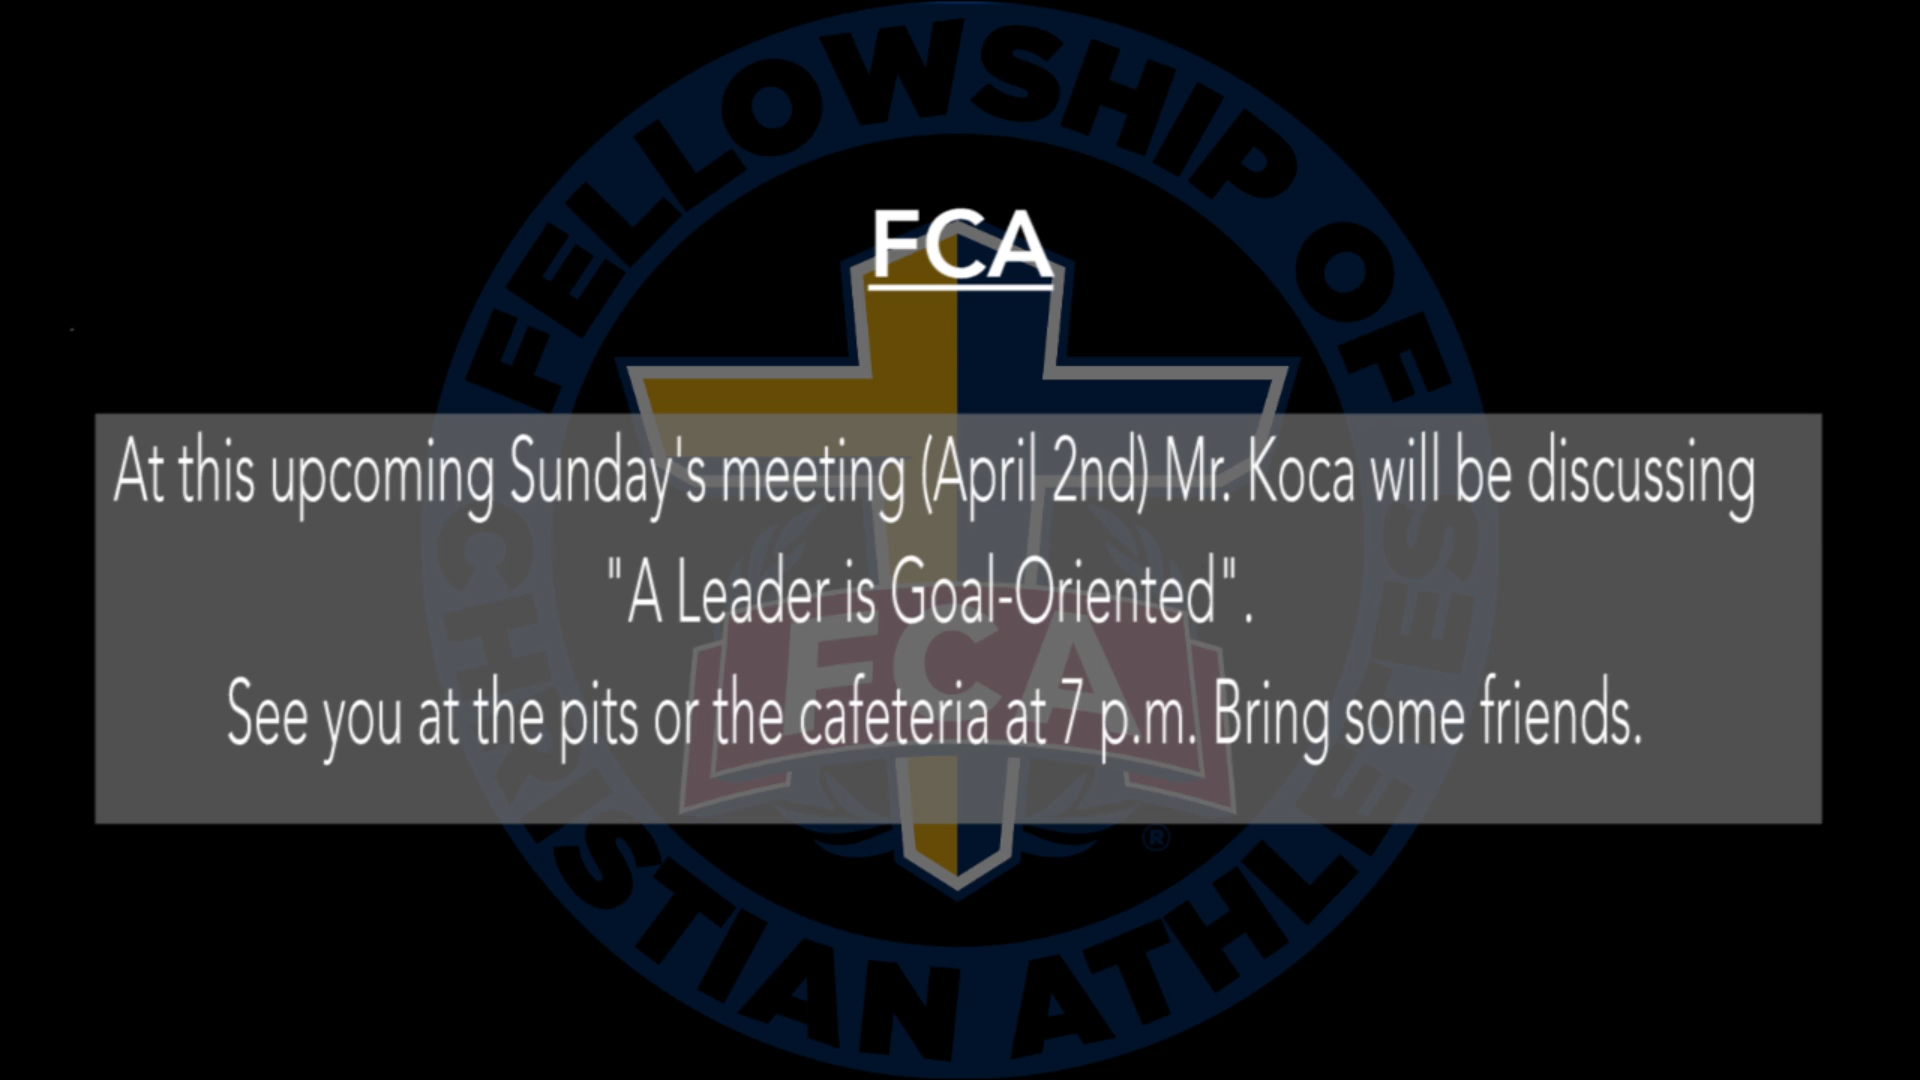 FELLOWSHIP OF
CHRISTIAN ATHLETES
FCA
At this upcoming Sunday's meeting (April 2nd) Mr. Koca will be discussing
"A Leader is Goal-Oriented" .
See you at the pits or the cafeteria at 7 p.m. Bring some friends.
FCA
®